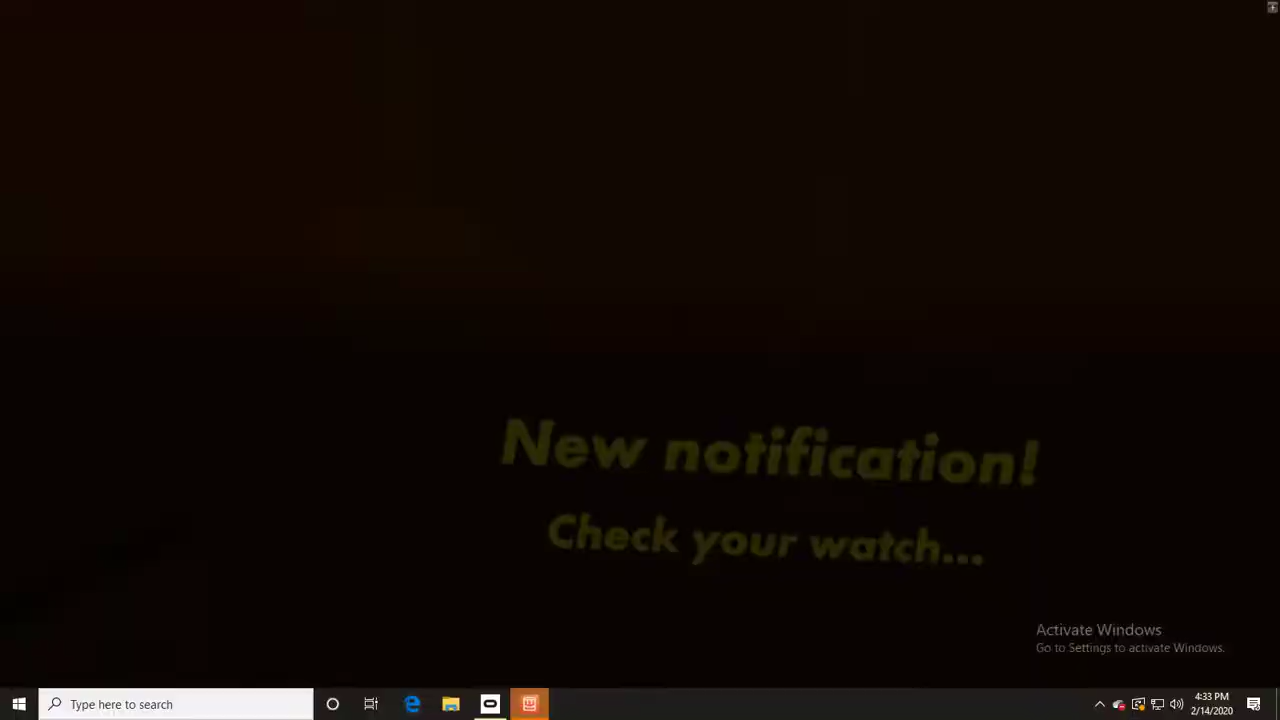 New notification!
Check your watch...
Activate Windows
Go to Settings to activate Windows.
Type here to search
4:33 PM
2/14/2020